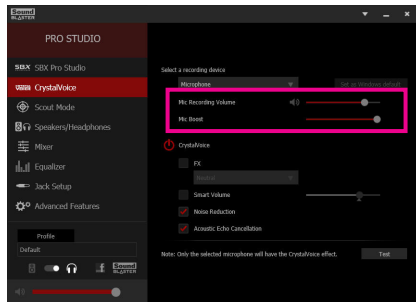 Sound
BLASTER
PRO STUDIO
SBX SBX Pro Studio
CrystalVoice
Scout Mode
Speakers/Headphones
Mixer
Equalizer
Jack Setup
Advanced Features
Profile
Default
Sound
BLASTER
Select a recording device
Microphone
Set as Windows default
Mic Recording Volume
Mic Boost
CrystalVoice
FX
Neutral
Smart Volume
Noise Reduction
Acoustic Echo Cancellation
Note: Only the selected microphone will have the CrystalVoice effect.
Test